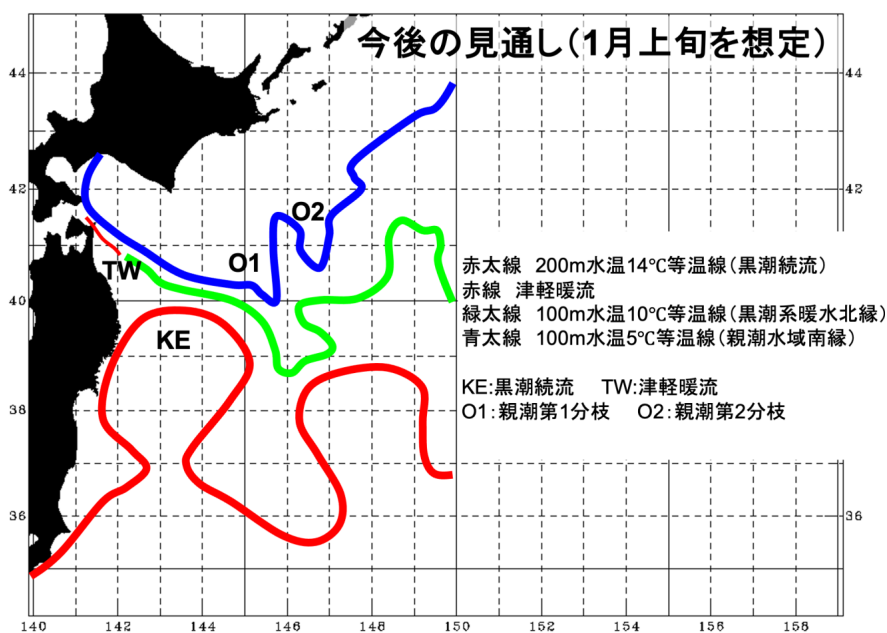 今後の見通し(1月上旬を想定)
44
44
42
42
O2
O1
TW
赤太線 200m水温14℃等温線(黒潮続流)
赤線 津軽暖流
緑太線 100m水温10℃等温線(黒潮系暖水北縁)
青太線 100m水温5℃等温線(親潮水域南縁)
40
KE
KE:黒潮続流 TW:津軽暖流
O1:親潮第1分枝 O2:親潮第2分枝
38
36
36
140 142 144 146 148 150 152 154 156 158